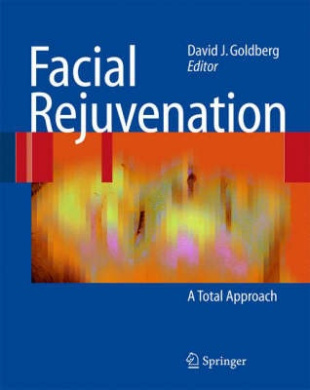 Facial
Rejuvenation
David J. Goldberg
Editor
A Total Approach
Springer